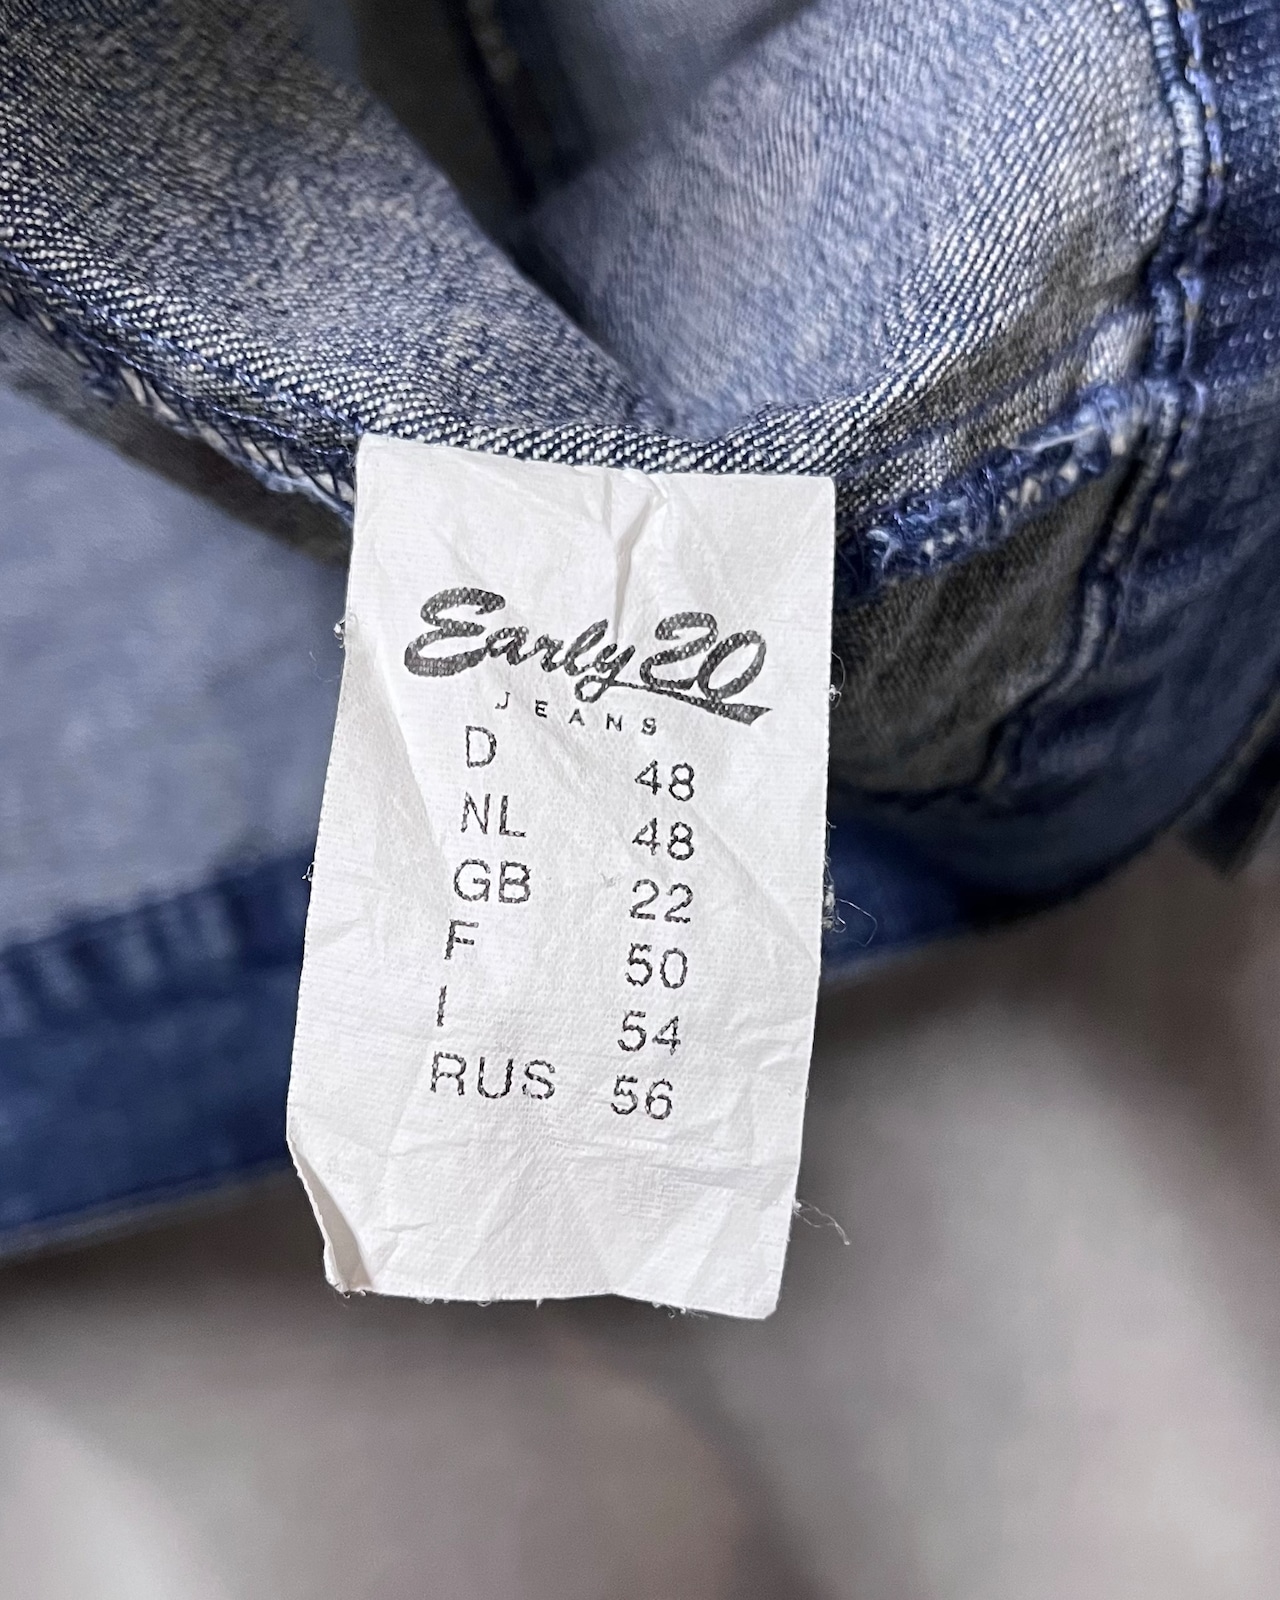 Early 20
JEANS
D 48
NL 48
GB 22
F 50
I 54
RUS 56